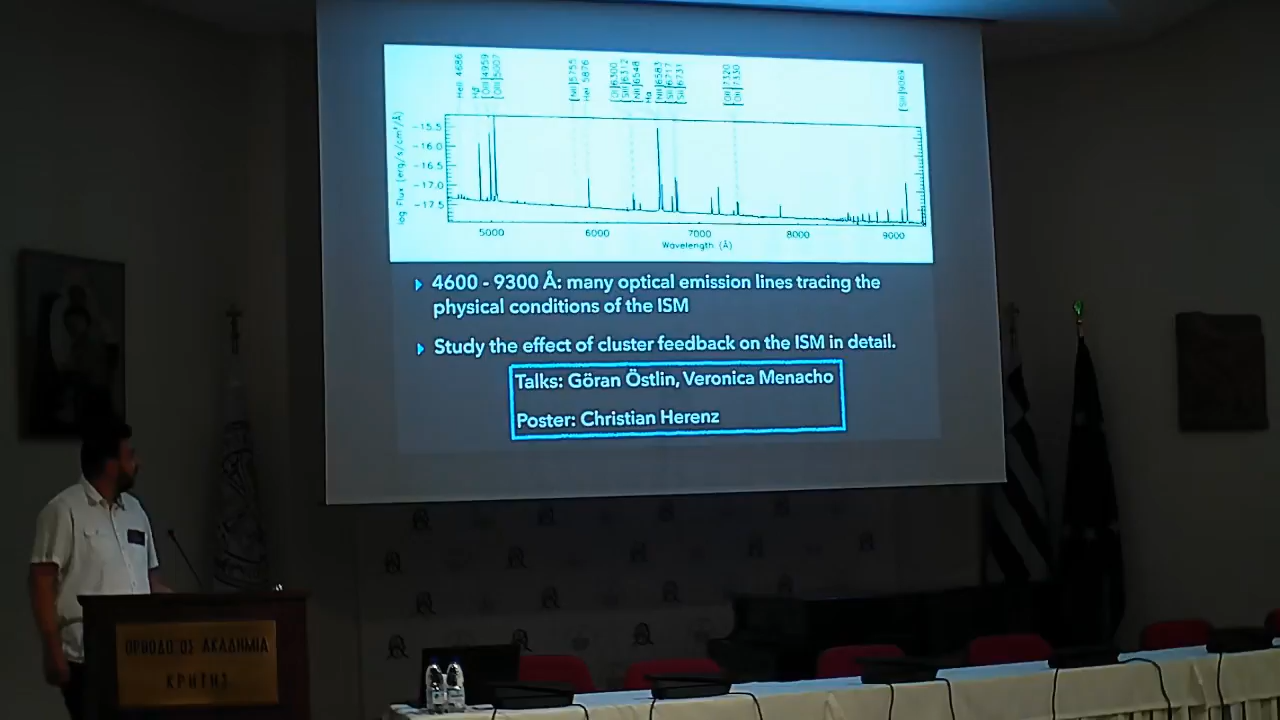 HeII 4686
Hβ
[OIII]4959
[OIII]5007
[NII]5755
HeI 5876
[OI]6300
[SIII]6312
[NII]6548
Hα
[NII]6583
[SII]6717
[SII]6731
[OII]7320
[OII]7330
[SIII]9069
log Flux (erg/s/cm²/Å)
-15.5
-16.0
-16.5
-17.0
-17.5
5000 6000 7000 8000 9000
Wavelength (Å)
4600 - 9300 Å: many optical emission lines tracing the
physical conditions of the ISM
Study the effect of cluster feedback on the ISM in detail.
Talks: Göran Östlin, Veronica Menacho
Poster: Christian Herenz
ΟΡΘΟΔΟΞΟΣ ΑΚΑΔΗΜΙΑ
ΚΡΗΤΗΣ